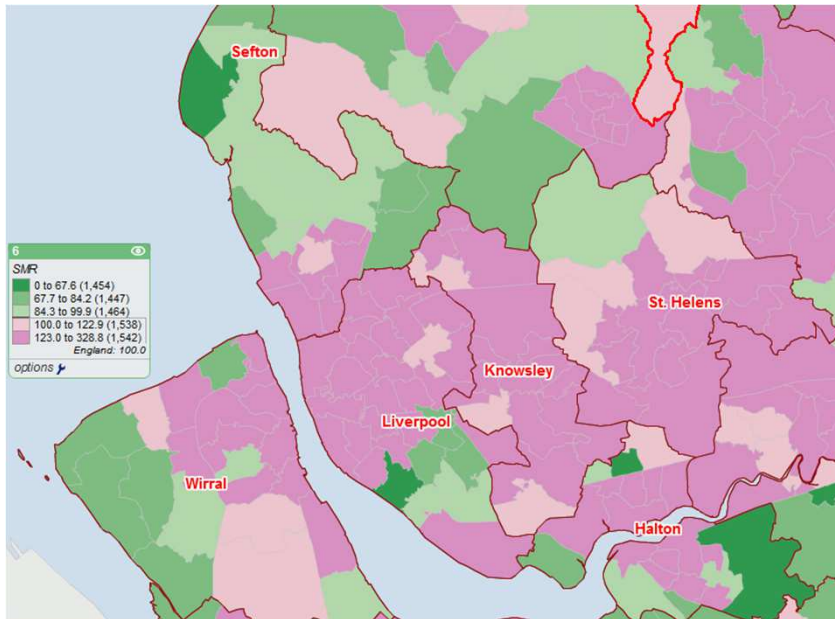 Sefton
6
SMR
0 to 67.6 (1,454)
67.7 to 84.2 (1,447)
84.3 to 99.9 (1,464)
100.0 to 122.9 (1,538)
123.0 to 328.8 (1,542)
England: 100.0
options
St. Helens
Knowsley
Liverpool
Wirral
Halton